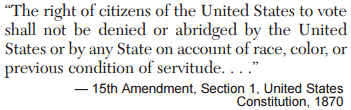 “The right of citizens of the United States to vote
shall not be denied or abridged by the United
States or by any State on account of race, color, or
previous condition of servitude. . . .”
— 15th Amendment, Section 1, United States
Constitution, 1870